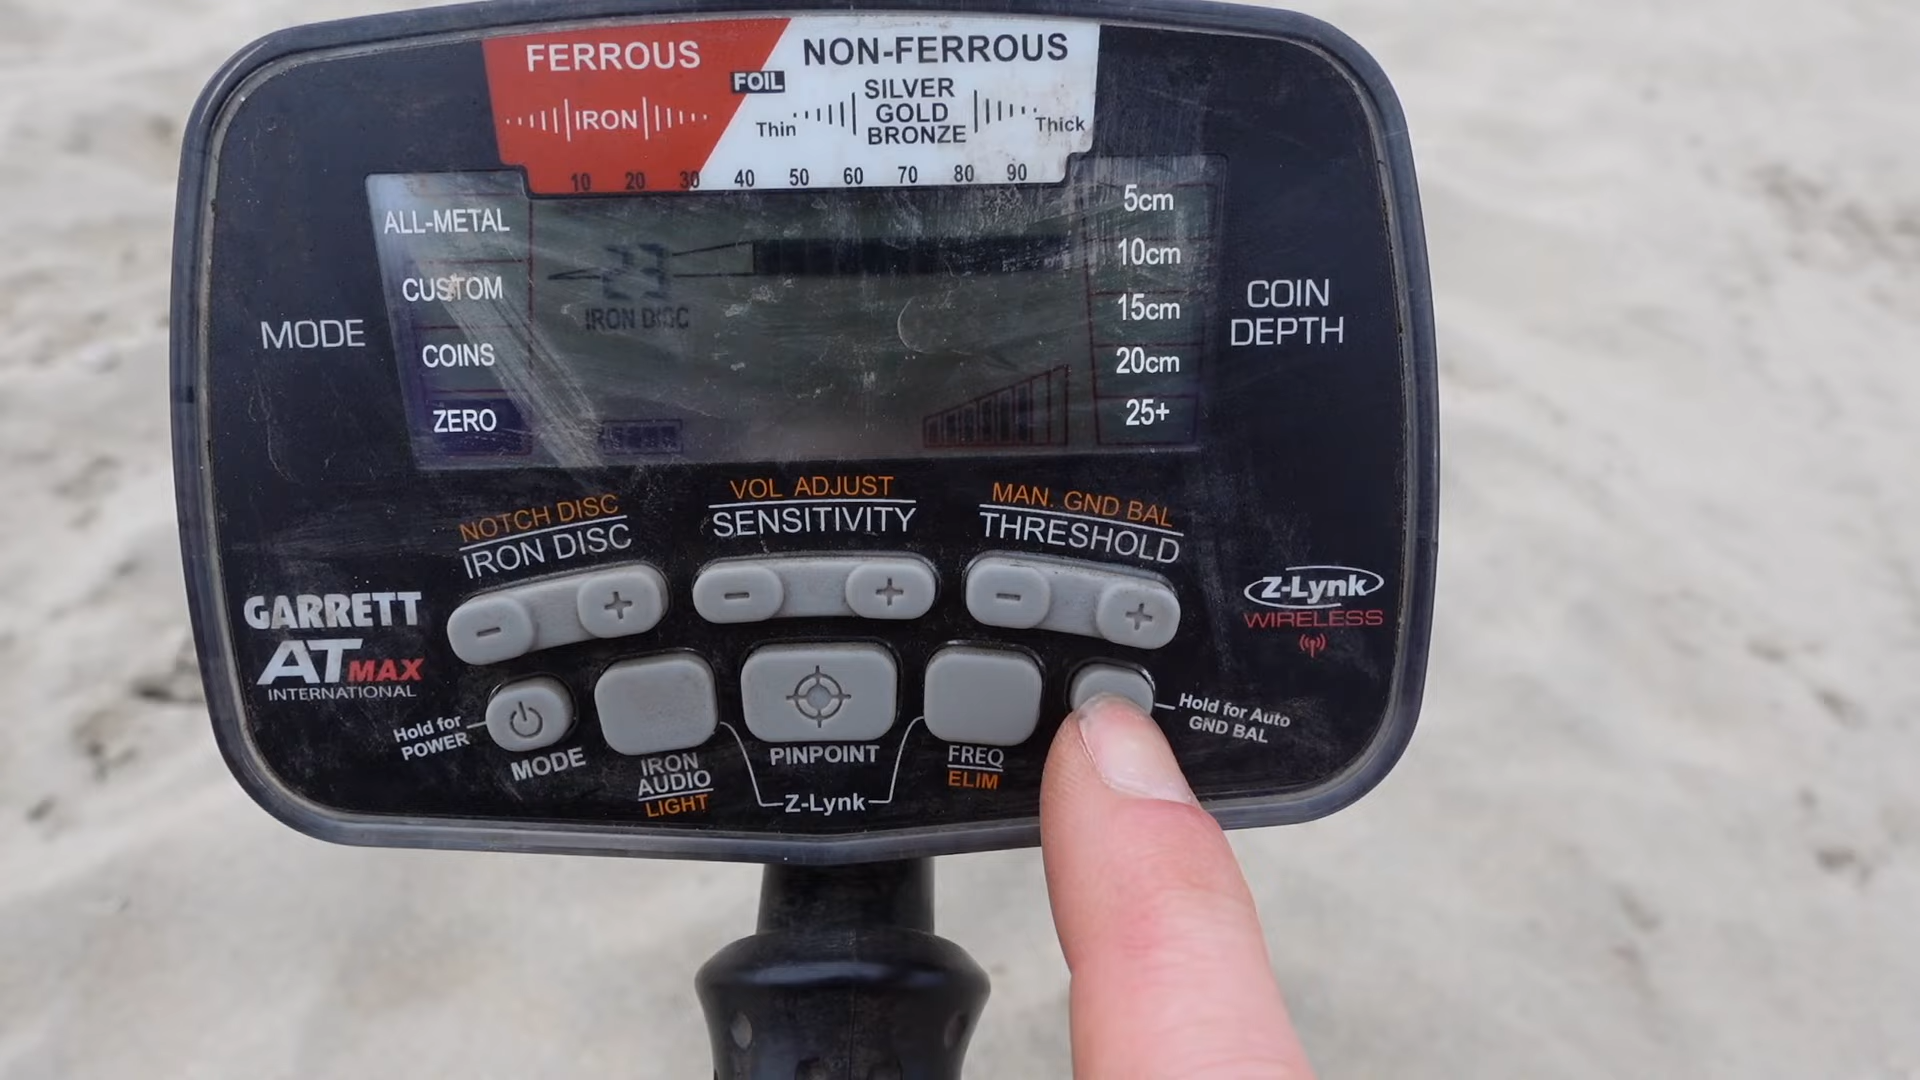 FERROUS
NON-FERROUS
FOIL
IRON
Thin
SILVER
GOLD
BRONZE
Thick
10 20 30 40 50 60 70 80 90
ALL-METAL
CUSTOM
COINS
ZERO
MODE
23
IRON DISC
5cm
10cm
15cm
20cm
25+
COIN
DEPTH
NOTCH DISC
IRON DISC
VOL ADJUST
SENSITIVITY
MAN. GND BAL
THRESHOLD
- +
- +
- +
GARRETT
AT MAX
INTERNATIONAL
Z-Lynk
WIRELESS
Hold for
POWER
MODE
IRON
AUDIO
LIGHT
PINPOINT
Z-Lynk
FREQ
ELIM
Hold for Auto
GND BAL